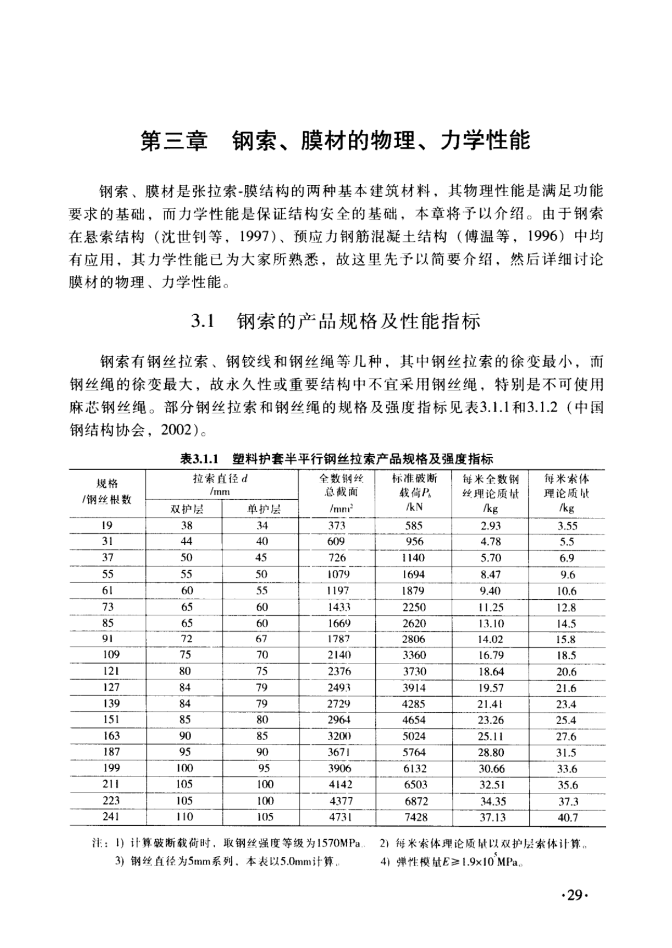 第三章　钢索、膜材的物理、力学性能
钢索、膜材是张拉索-膜结构的两种基本建筑材料，其物理性能是满足功能
要求的基础，而力学性能是保证结构安全的基础，本章将予以介绍。由于钢索
在悬索结构（沈世钊等，1997）、预应力钢筋混凝土结构（傅温等，1996）中均
有应用，其力学性能已为大家所熟悉，故这里先予以简要介绍，然后详细讨论
膜材的物理、力学性能。
3.1　钢索的产品规格及性能指标
钢索有钢丝拉索、钢铰线和钢丝绳等几种，其中钢丝拉索的徐变最小，而
钢丝绳的徐变最大，故永久性或重要结构中不宜采用钢丝绳，特别是不可使用
麻芯钢丝绳。部分钢丝拉索和钢丝绳的规格及强度指标见表3.1.1和3.1.2（中国
钢结构协会，2002）。
表3.1.1　塑料护套半平行钢丝拉索产品规格及强度指标
规格
/钢丝根数
拉索直径 d
/mm
双护层 单护层
全数钢丝
总截面
/mm²
标准破断
载荷Pₙ
/kN
每米全数钢
丝理论质量
/kg
每米索体
理论质量
/kg
19 38 34 373 585 2.93 3.55
31 44 40 609 956 4.78 5.5
37 50 45 726 1140 5.70 6.9
55 55 50 1079 1694 8.47 9.6
61 60 55 1197 1879 9.40 10.6
73 65 60 1433 2250 11.25 12.8
85 65 60 1669 2620 13.10 14.5
91 72 67 1787 2806 14.02 15.8
109 75 70 2140 3360 16.79 18.5
121 80 75 2376 3730 18.64 20.6
127 84 79 2493 3914 19.57 21.6
139 84 79 2729 4285 21.41 23.4
151 85 80 2964 4654 23.26 25.4
163 90 85 3200 5024 25.11 27.6
187 95 90 3671 5764 28.80 31.5
199 100 95 3906 6132 30.66 33.6
211 105 100 4142 6503 32.51 35.6
223 105 100 4377 6872 34.35 37.3
241 110 105 4731 7428 37.13 40.7
注：1) 计算破断载荷时，取钢丝强度等级为1570MPa。 2) 每米索体理论质量以双护层索体计算。
3) 钢丝直径为5mm系列，本表以5.0mm计算。 4) 弹性模量E≥1.9×10⁵MPa。
·29·